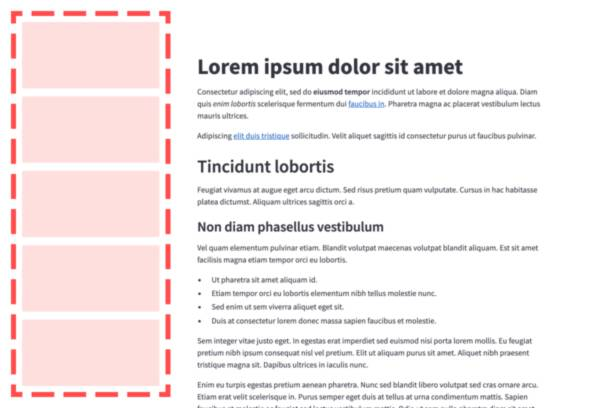 Lorem ipsum dolor sit amet
Consectetur adipiscing elit, sed do eiusmod tempor incididunt ut labore et dolore magna aliqua. Diam
quis enim lobortis scelerisque fermentum dui faucibus in. Pharetra magna ac placerat vestibulum lectus
mauris ultrices.
Adipiscing elit duis tristique sollicitudin. Velit aliquet sagittis id consectetur purus ut faucibus pulvinar.
Tincidunt lobortis
Feugiat vivamus at augue eget arcu dictum. Sed risus pretium quam vulputate. Cursus in hac habitasse
platea dictumst. Aliquam ultrices sagittis orci a.
Non diam phasellus vestibulum
Vel quam elementum pulvinar etiam. Blandit volutpat maecenas volutpat blandit aliquam. Est sit amet
facilisis magna etiam tempor orci eu lobortis.
• Ut pharetra sit amet aliquam id.
• Etiam tempor orci eu lobortis elementum nibh tellus molestie nunc.
• Sed enim ut sem viverra aliquet eget sit.
• Duis at consectetur lorem donec massa sapien faucibus et molestie.
Sem integer vitae justo eget. In egestas erat imperdiet sed euismod nisi porta lorem mollis. Eu feugiat
pretium nibh ipsum consequat nisl vel pretium. Elit ut aliquam purus sit amet. Aliquet nibh praesent
tristique magna sit. Dapibus ultrices in iaculis nunc.
Enim eu turpis egestas pretium aenean pharetra. Nunc sed blandit libero volutpat sed cras ornare arcu.
Etiam erat velit scelerisque in. Purus semper eget duis at tellus at urna condimentum mattis. Sapien